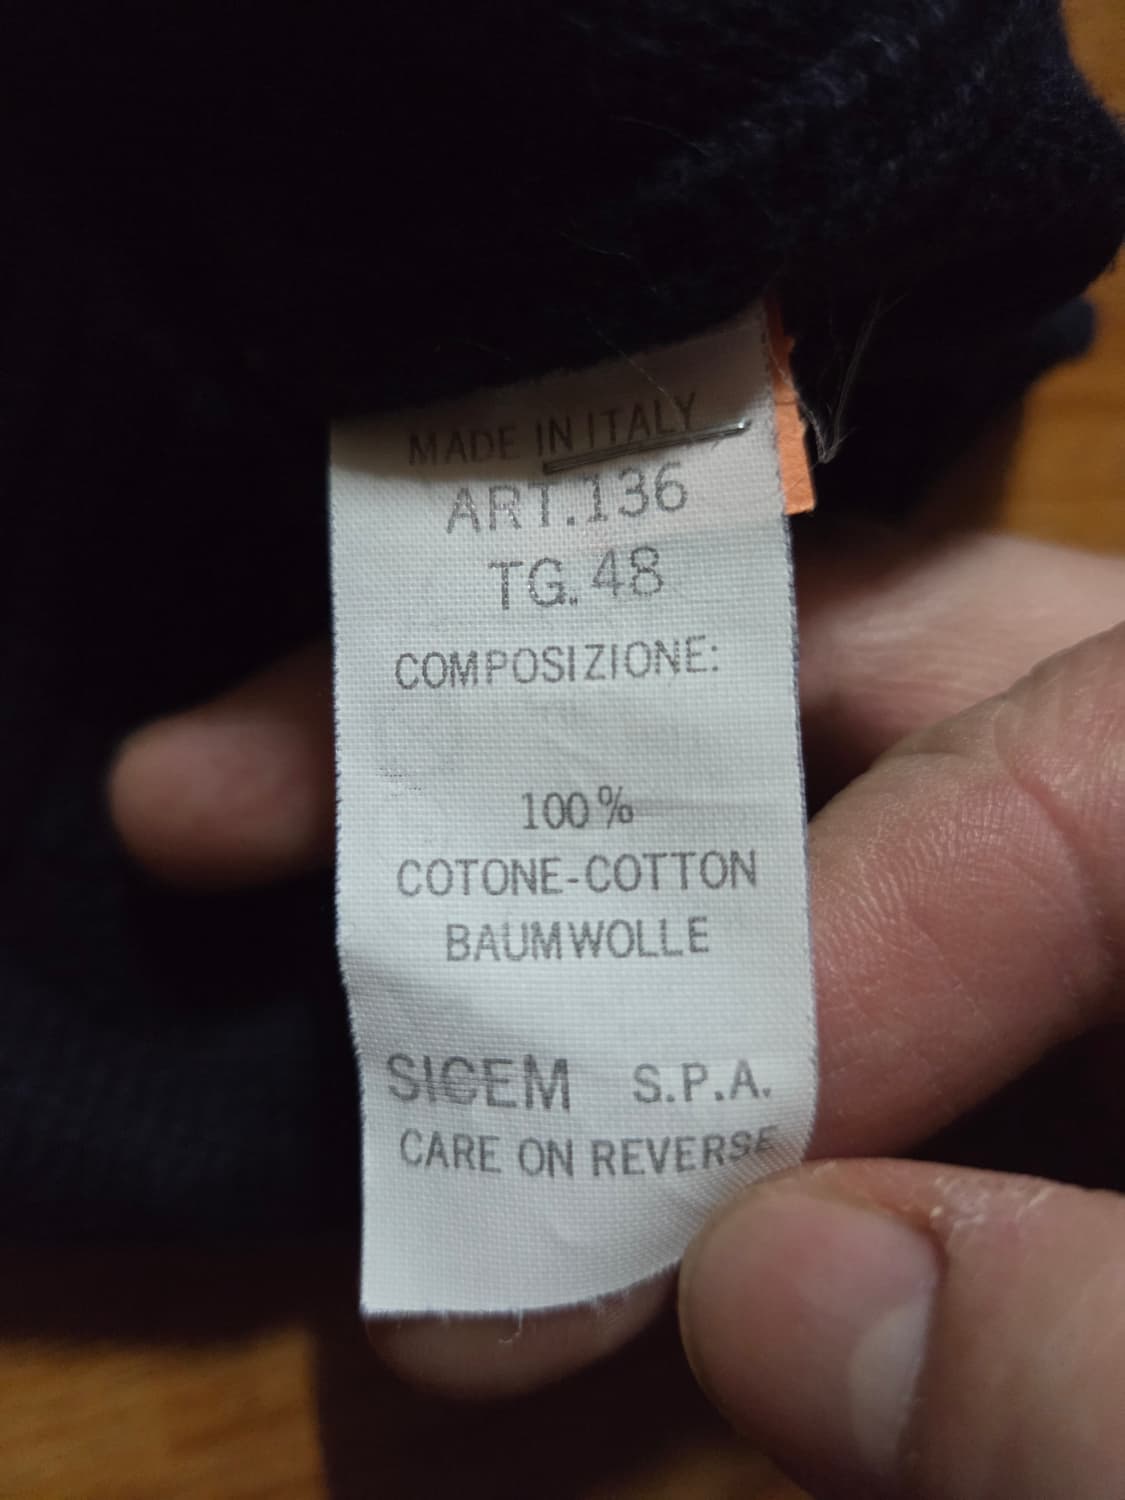 MADE IN ITALY
ART.136
TG. 48
COMPOSIZIONE:
100%
COTONE-COTTON
BAUMWOLLE
SICEM S.P.A.
CARE ON REVERSE